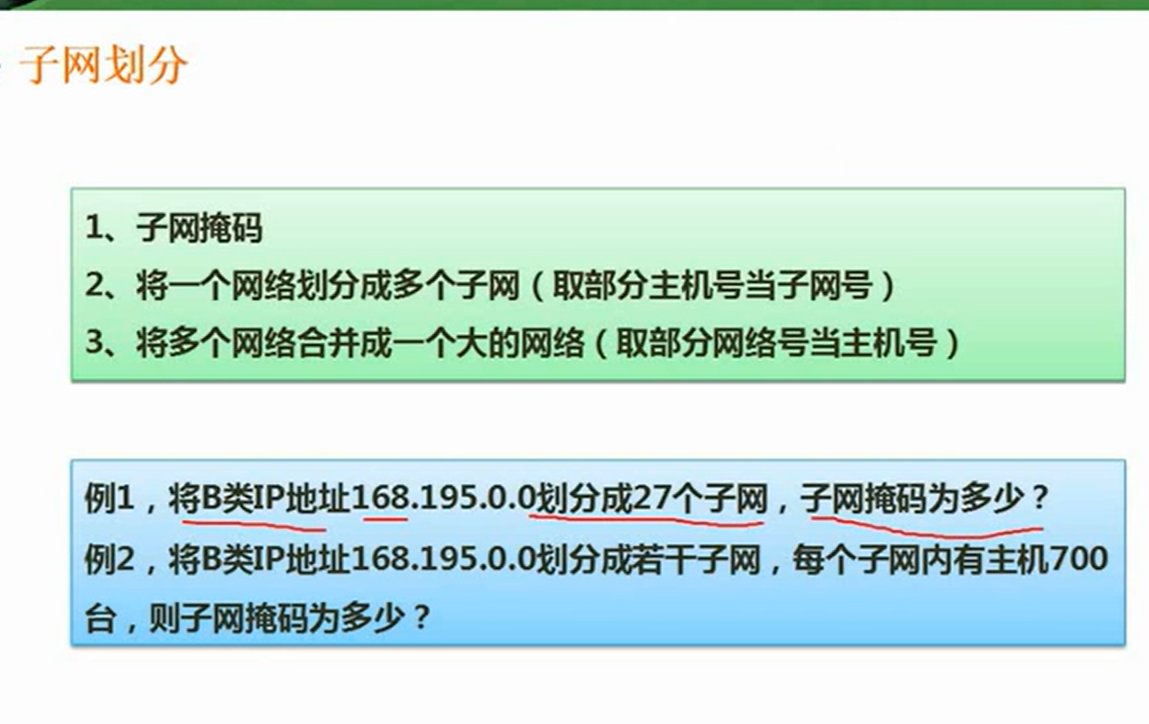 子网划分
1、子网掩码
2、将一个网络划分成多个子网（取部分主机号当子网号）
3、将多个网络合并成一个大的网络（取部分网络号当主机号）
例1，将B类IP地址168.195.0.0划分成27个子网，子网掩码为多少？
例2，将B类IP地址168.195.0.0划分成若干子网，每个子网内有主机700
台，则子网掩码为多少？